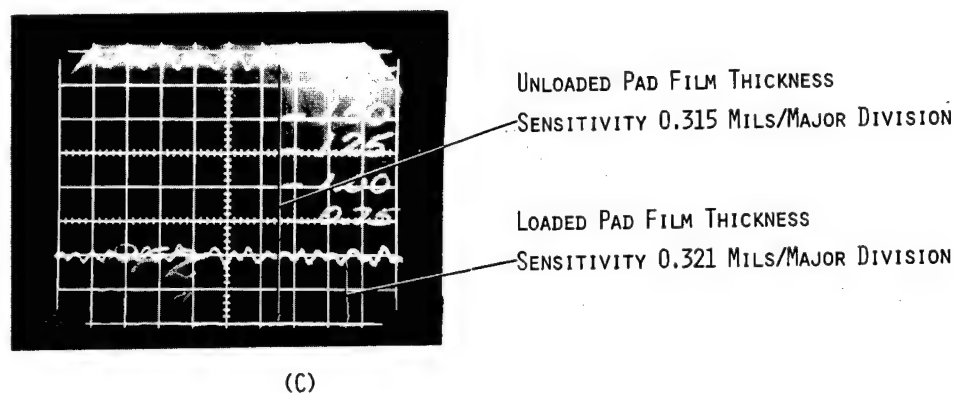 UNLOADED PAD FILM THICKNESS
SENSITIVITY 0.315 MILS/MAJOR DIVISION
1.25
1.00
0.75
LOADED PAD FILM THICKNESS
SENSITIVITY 0.321 MILS/MAJOR DIVISION
(C)